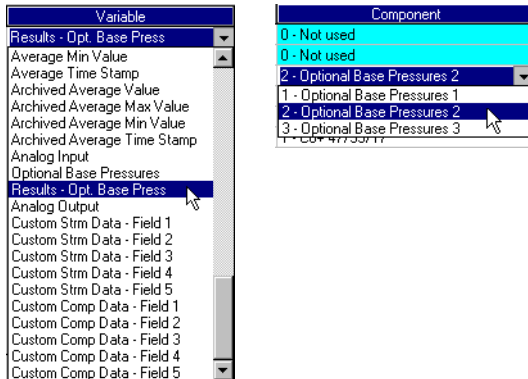 Variable
Results - Opt. Base Press
Average Min Value
Average Time Stamp
Archived Average Value
Archived Average Max Value
Archived Average Min Value
Archived Average Time Stamp
Analog Input
Optional Base Pressures
Results - Opt. Base Press
Analog Output
Custom Strm Data - Field 1
Custom Strm Data - Field 2
Custom Strm Data - Field 3
Custom Strm Data - Field 4
Custom Strm Data - Field 5
Custom Comp Data - Field 1
Custom Comp Data - Field 2
Custom Comp Data - Field 3
Custom Comp Data - Field 4
Custom Comp Data - Field 5
Component
0 - Not used
0 - Not used
2 - Optional Base Pressures 2
1 - Optional Base Pressures 1
2 - Optional Base Pressures 2
3 - Optional Base Pressures 3